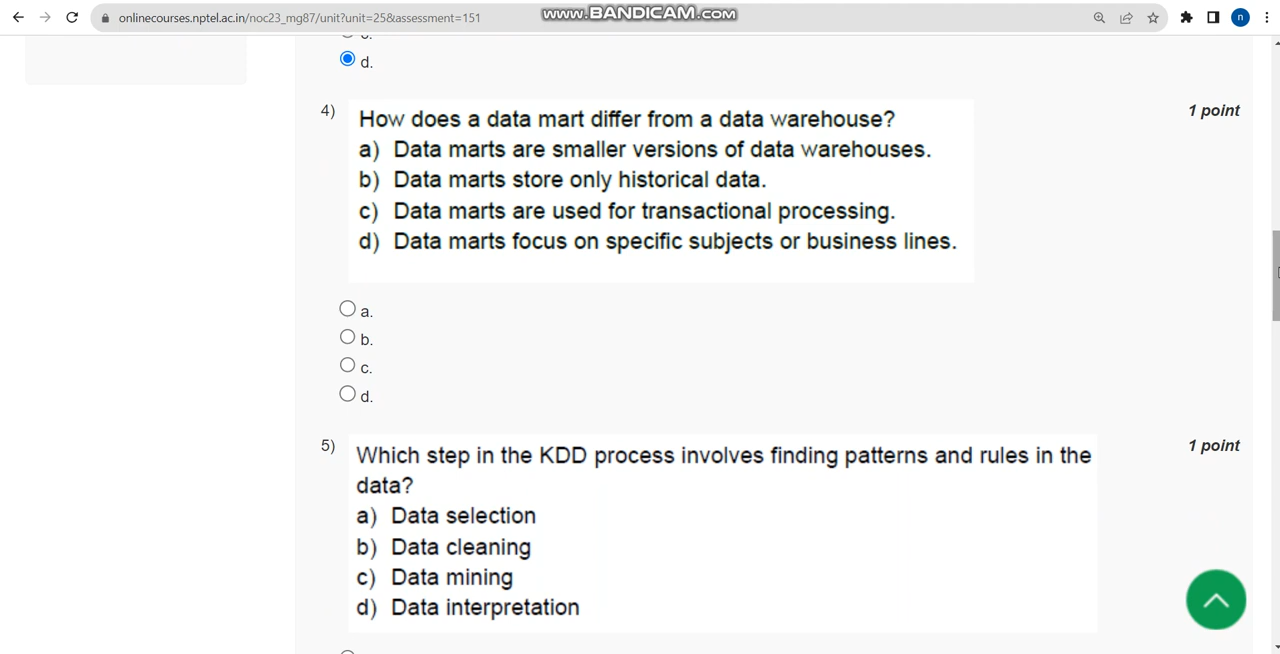 onlinecourses.nptel.ac.in/noc23_mg87/unit?unit=25&assessment=151
www.BANDICAM.com
n
d.
4)
How does a data mart differ from a data warehouse?
1 point
a) Data marts are smaller versions of data warehouses.
b) Data marts store only historical data.
c) Data marts are used for transactional processing.
d) Data marts focus on specific subjects or business lines.
a.
b.
c.
d.
5)
Which step in the KDD process involves finding patterns and rules in the
1 point
data?
a) Data selection
b) Data cleaning
c) Data mining
d) Data interpretation